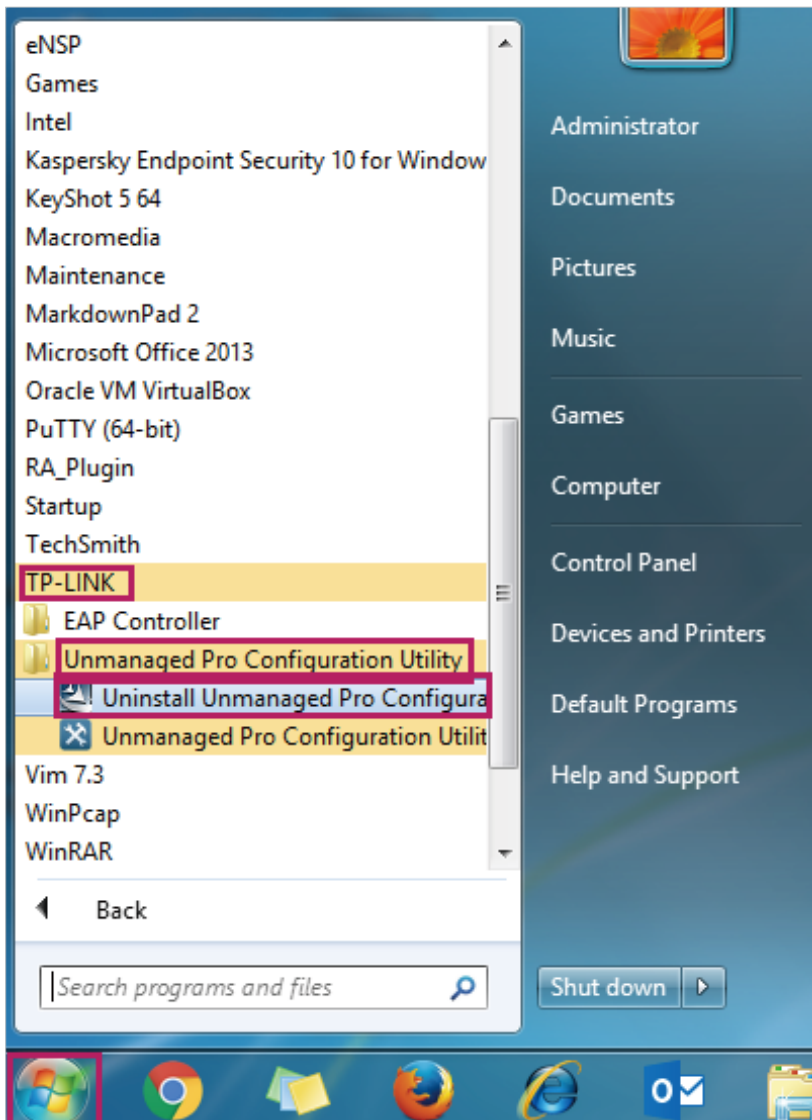 eNSP
Games
Intel
Kaspersky Endpoint Security 10 for Window
KeyShot 5 64
Macromedia
Maintenance
MarkdownPad 2
Microsoft Office 2013
Oracle VM VirtualBox
PuTTY (64-bit)
RA_Plugin
Startup
TechSmith
TP-LINK
EAP Controller
Unmanaged Pro Configuration Utility
Uninstall Unmanaged Pro Configura
Unmanaged Pro Configuration Utilit
Vim 7.3
WinPcap
WinRAR
Back
Search programs and files
Administrator
Documents
Pictures
Music
Games
Computer
Control Panel
Devices and Printers
Default Programs
Help and Support
Shut down